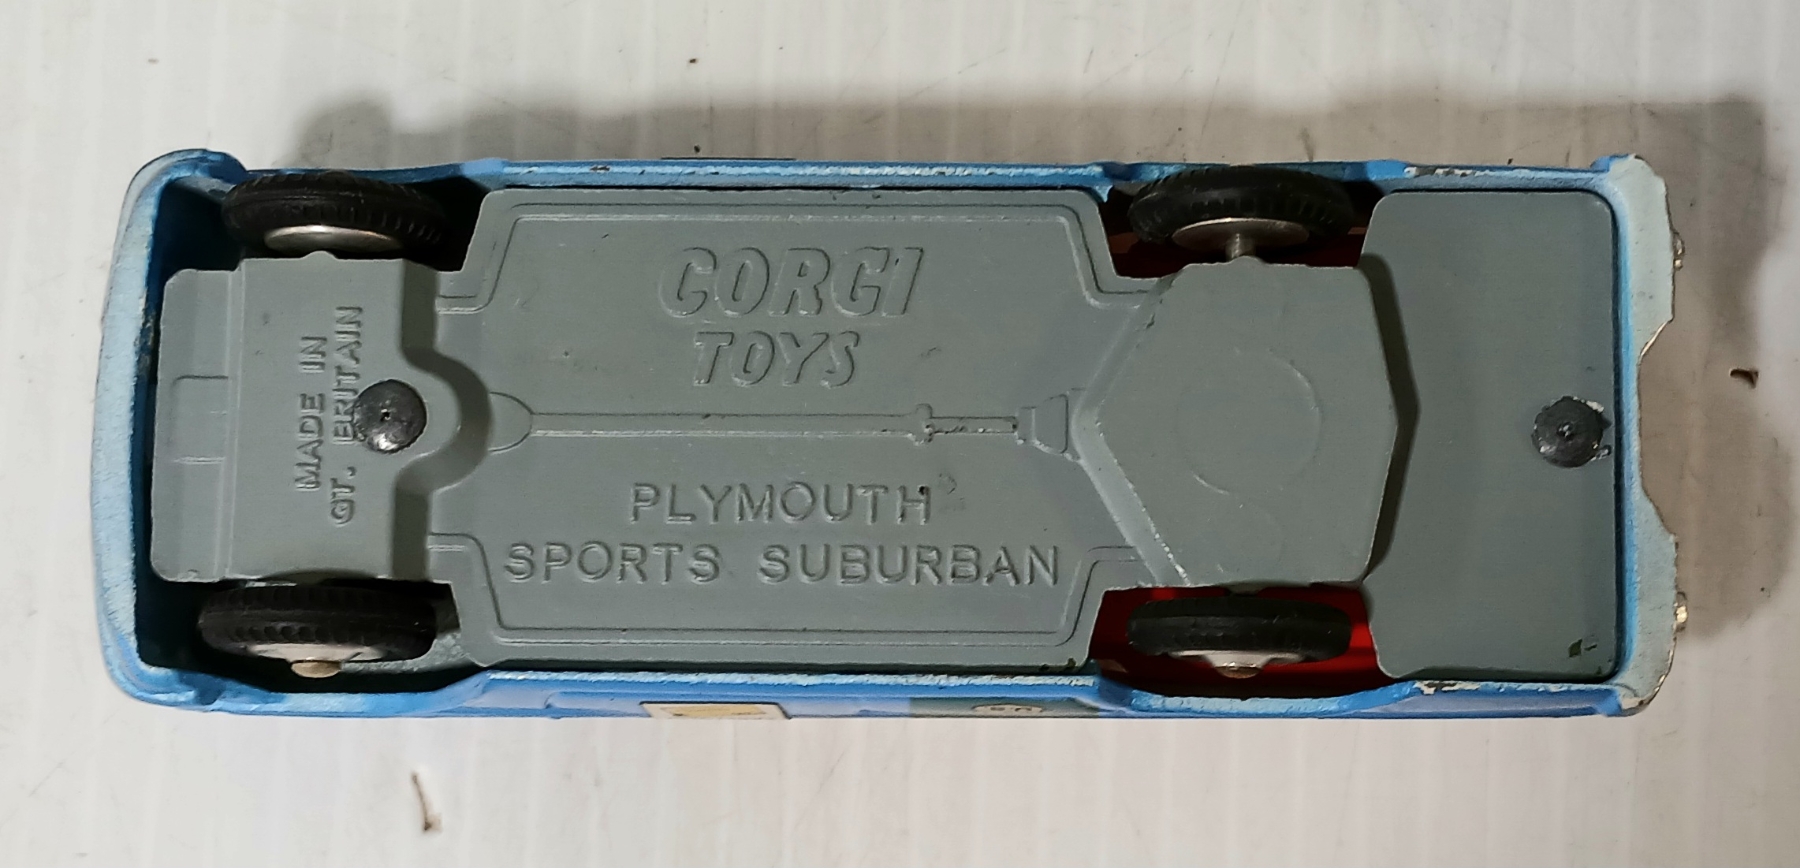 CORGI
TOYS
PLYMOUTH
SPORTS SUBURBAN
MADE IN
GT. BRITAIN